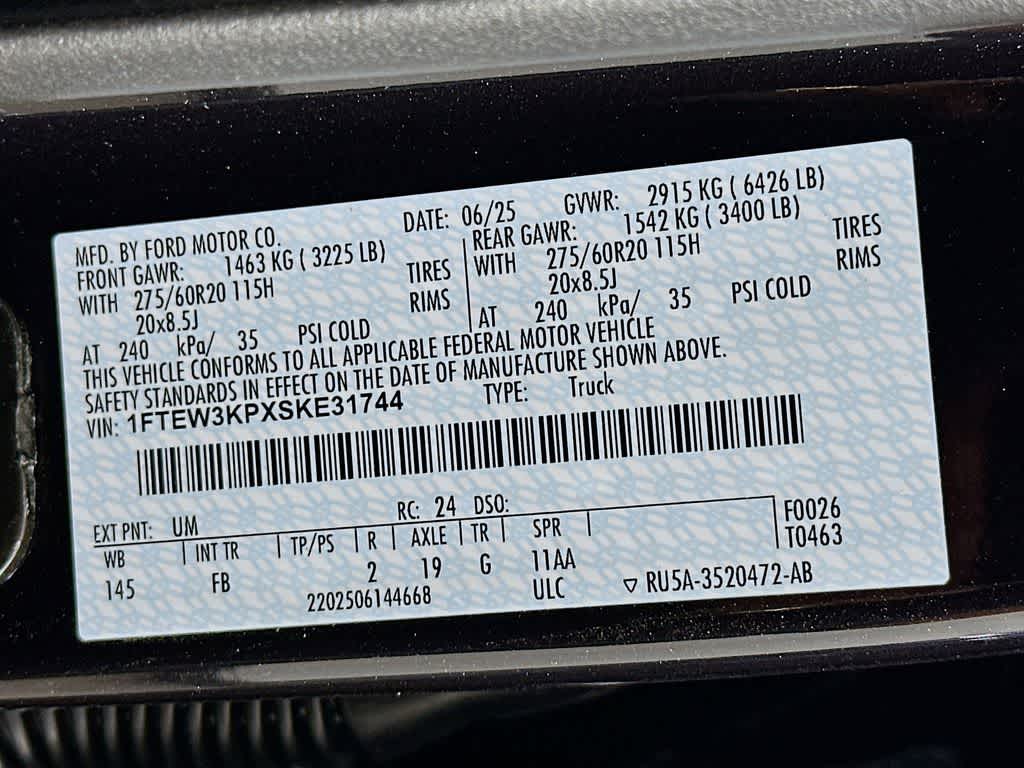 MFD. BY FORD MOTOR CO. DATE: 06/25 GVWR: 2915 KG ( 6426 LB)
FRONT GAWR: 1463 KG ( 3225 LB) REAR GAWR: 1542 KG ( 3400 LB)
WITH 275/60R20 115H TIRES WITH 275/60R20 115H TIRES
20x8.5J RIMS 20x8.5J RIMS
AT 240 kPa/ 35 PSI COLD AT 240 kPa/ 35 PSI COLD
THIS VEHICLE CONFORMS TO ALL APPLICABLE FEDERAL MOTOR VEHICLE
SAFETY STANDARDS IN EFFECT ON THE DATE OF MANUFACTURE SHOWN ABOVE.
VIN: 1FTEW3KPXSKE31744 TYPE: Truck
EXT PNT: UM RC: 24 DSO: F0026
WB INT TR TP/PS R AXLE TR SPR T0463
145 FB 2 19 G 11AA
2202506144668 ULC ▽ RU5A-3520472-AB